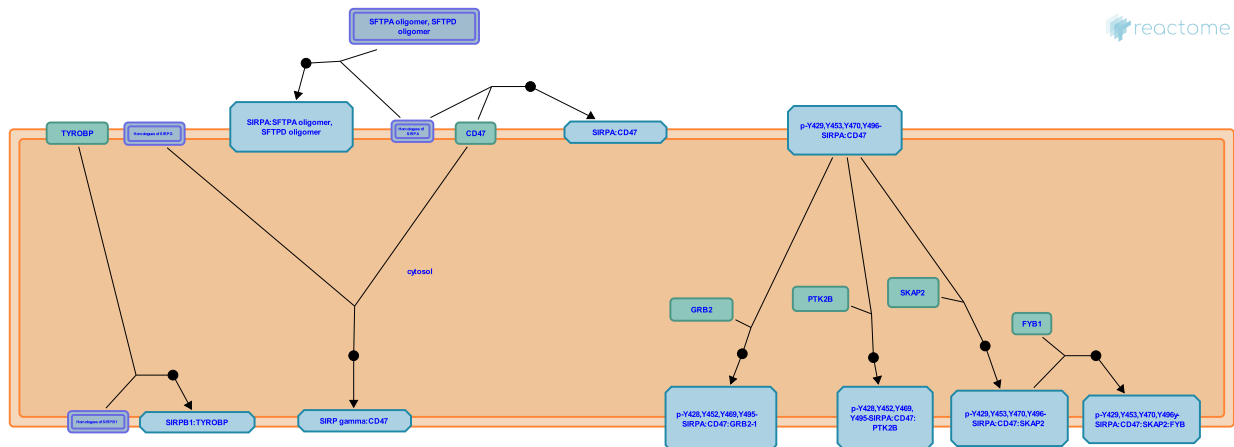 SFTPA oligomer, SFTPD
oligomer
reactome
SIRPA:SFTPA oligomer,
SFTPD oligomer
TYROBP
Homologues of SIRPG
Homologues of
SIRPA
CD47
SIRPA:CD47
p-Y429,Y453,Y470,Y496-
SIRPA:CD47
cytosol
GRB2
PTK2B
SKAP2
FYB1
Homologues of SIRPB1
SIRPB1:TYROBP
SIRP gamma:CD47
p-Y428,Y452,Y469,Y495-
SIRPA:CD47:GRB2-1
p-Y428,Y452,Y469,
Y495-SIRPA:CD47:
PTK2B
p-Y429,Y453,Y470,Y496-
SIRPA:CD47:SKAP2
p-Y429,Y453,Y470,Y496y-
SIRPA:CD47:SKAP2:FYB